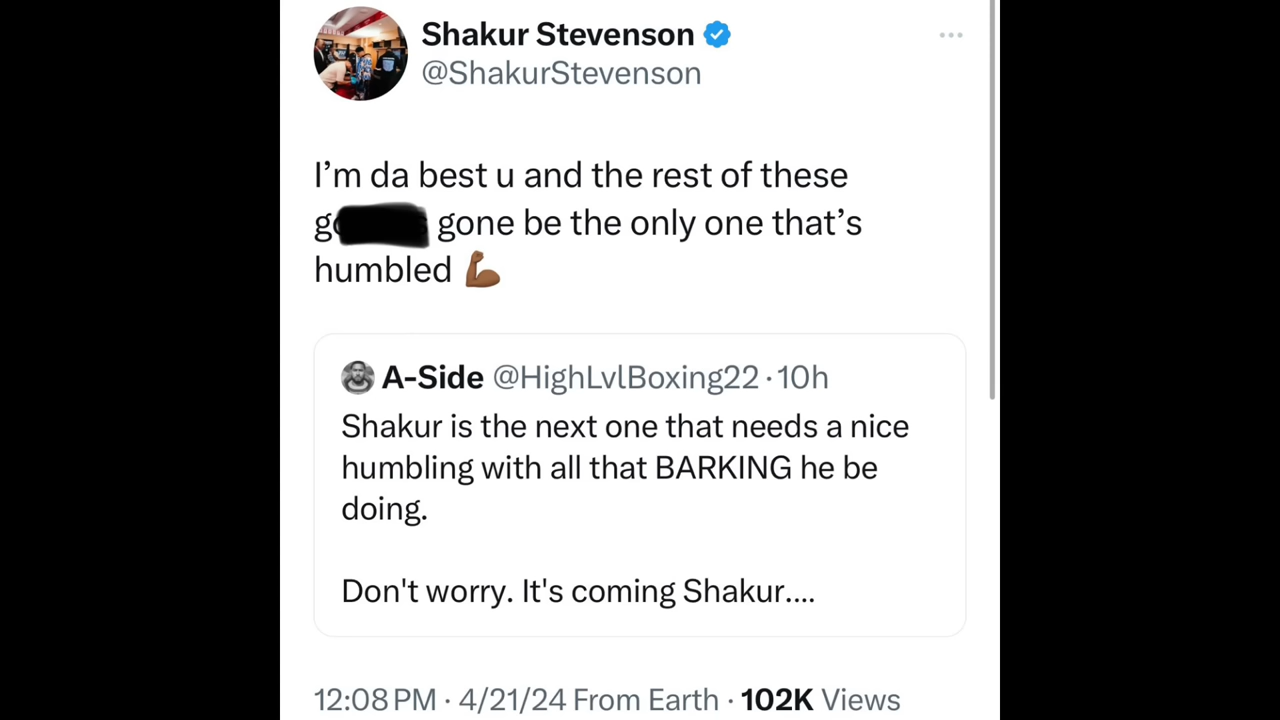 Shakur Stevenson
@ShakurStevenson
I’m da best u and the rest of these
gone be the only one that’s
humbled 💪🏾
A-Side @HighLvlBoxing22 · 10h
Shakur is the next one that needs a nice
humbling with all that BARKING he be
doing.
Don't worry. It's coming Shakur....
12:08 PM · 4/21/24 From Earth · 102K Views